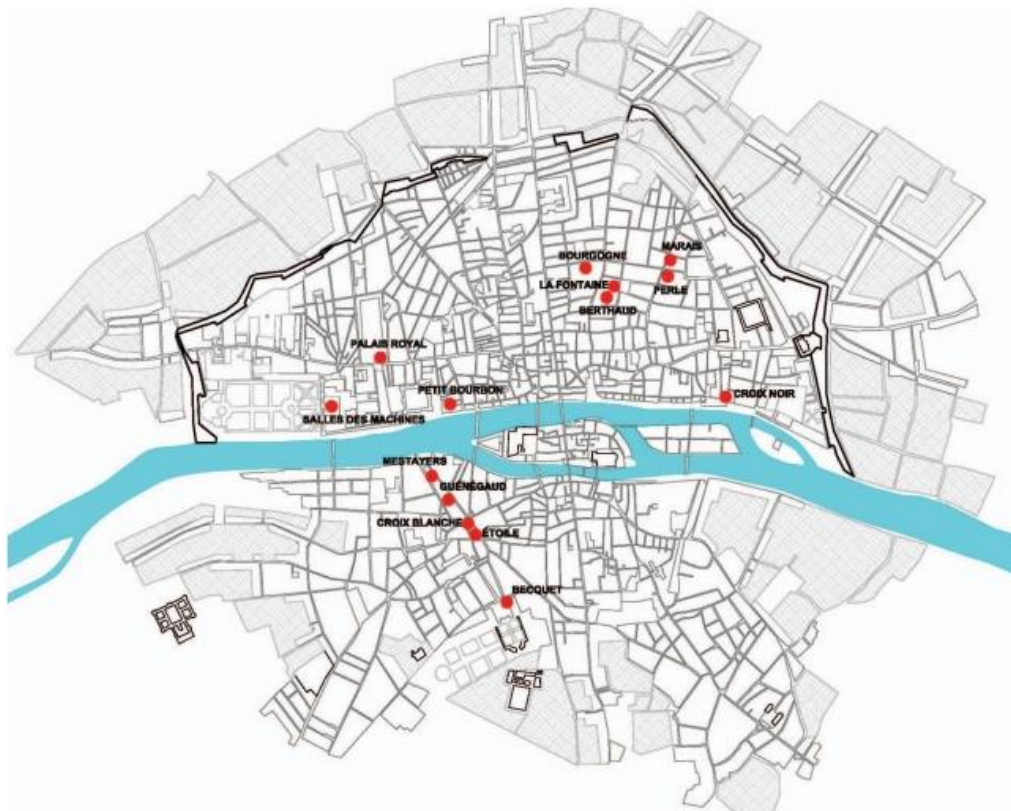 MARAIS
BOURGOGNE
LA FONTAINE
PERLE
BERTHAUD
PALAIS ROYAL
PETIT BOURBON
CROIX NOIR
SALLES DES MACHINES
MESTAYERS
GUÉNÉGAUD
CROIX BLANCHE
ÉTOILE
BECQUET